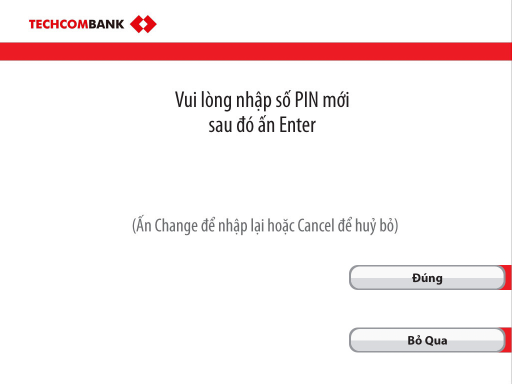 TECHCOMBANK
Vui lòng nhập số PIN mới
sau đó ấn Enter
(Ấn Change để nhập lại hoặc Cancel để huỷ bỏ)
Đúng
Bỏ Qua